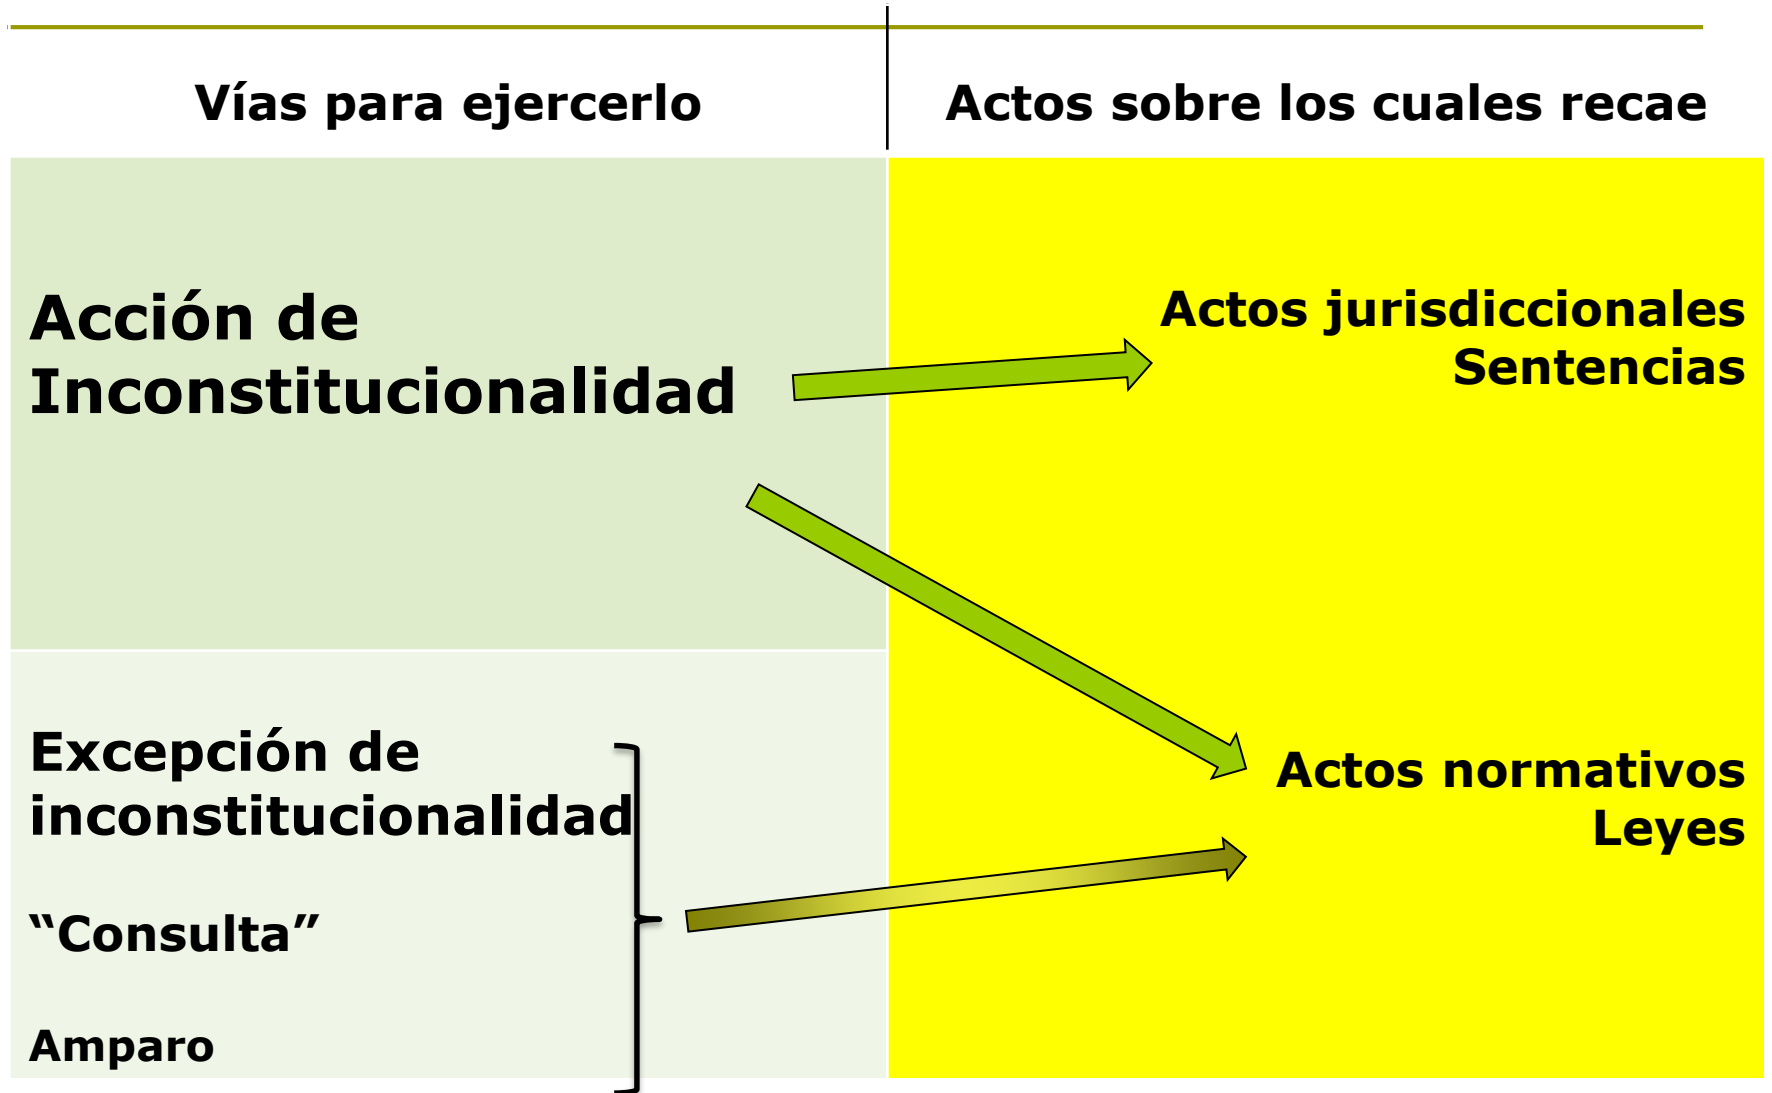 Vías para ejercerlo
Actos sobre los cuales recae
Acción de
Inconstitucionalidad
Actos jurisdiccionales
Sentencias
Excepción de
inconstitucionalidad
“Consulta”
Amparo
Actos normativos
Leyes